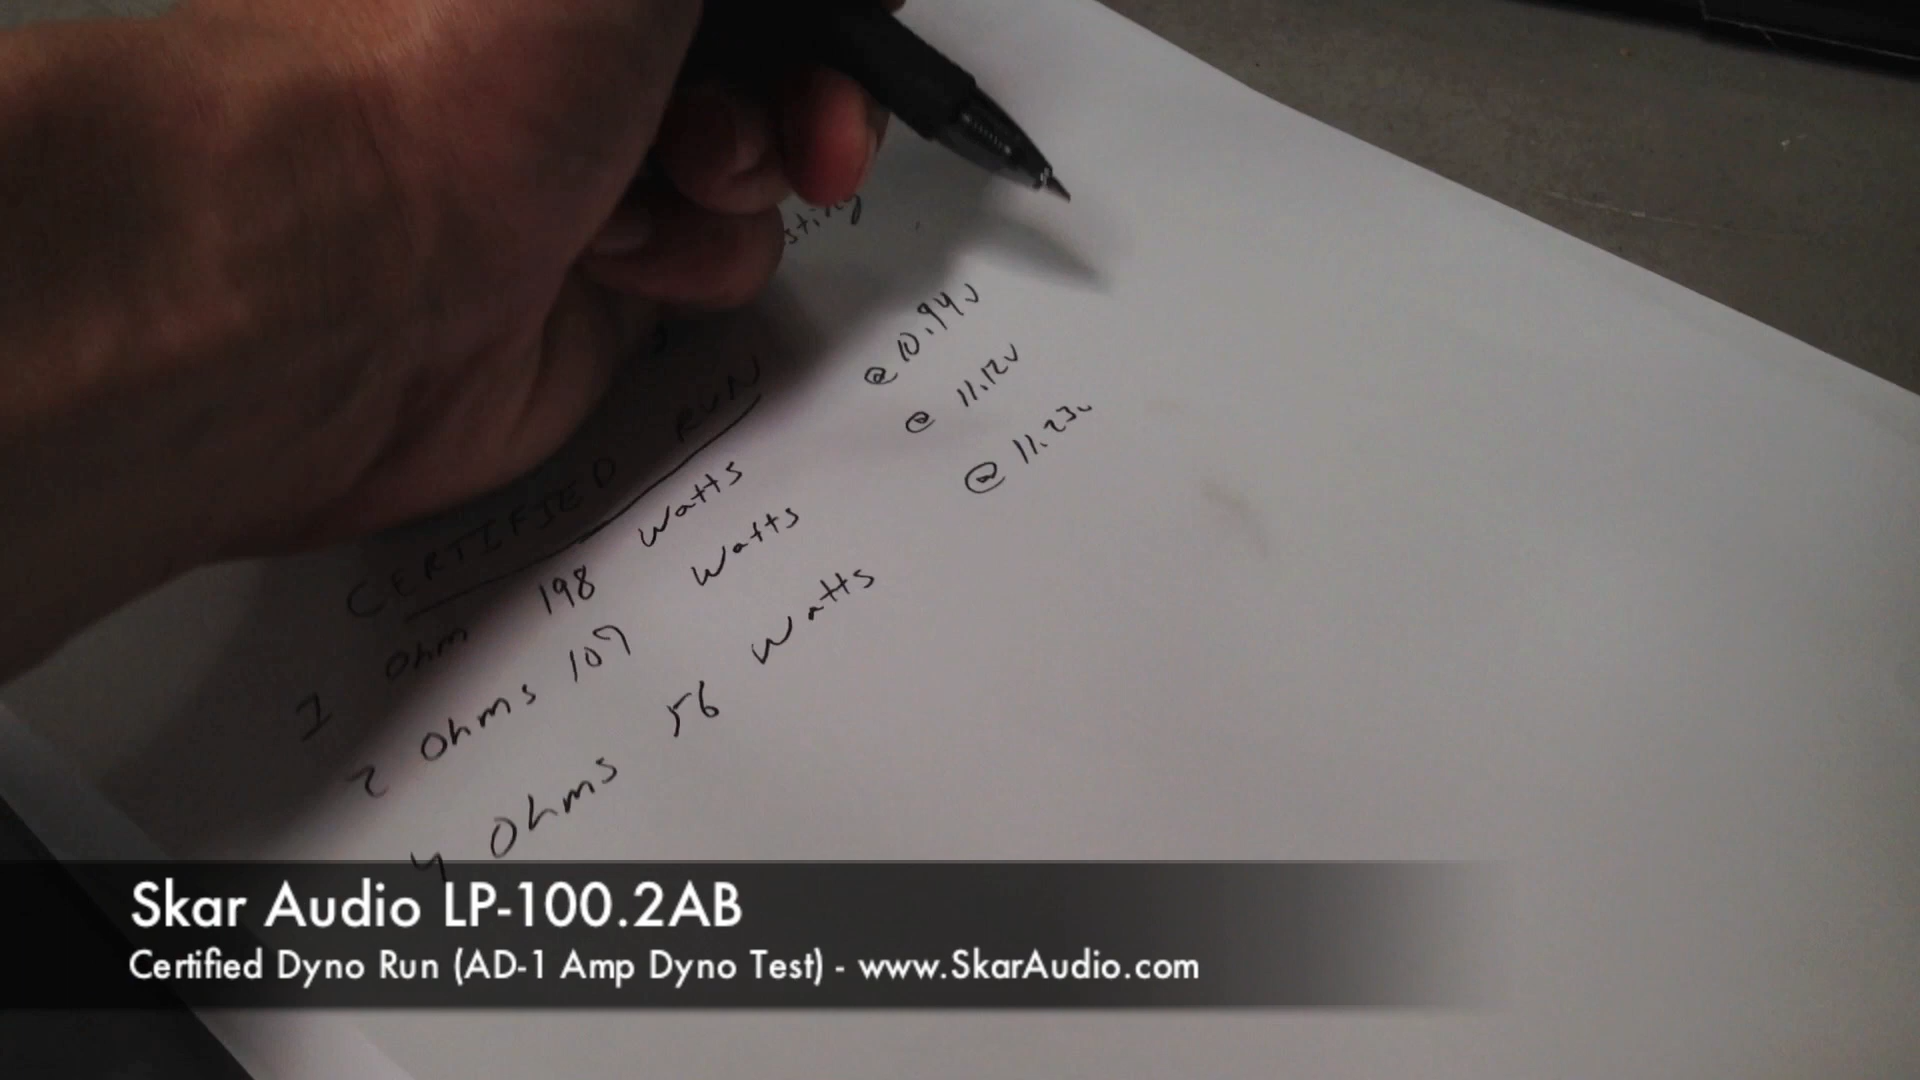 CERTIFIED RUN
1 Ohm 198 watts @ 10.94v
2 Ohms 107 watts @ 11.12v
4 Ohms 56 watts @ 11.23v
Skar Audio LP-100.2AB
Certified Dyno Run (AD-1 Amp Dyno Test) - www.SkarAudio.com